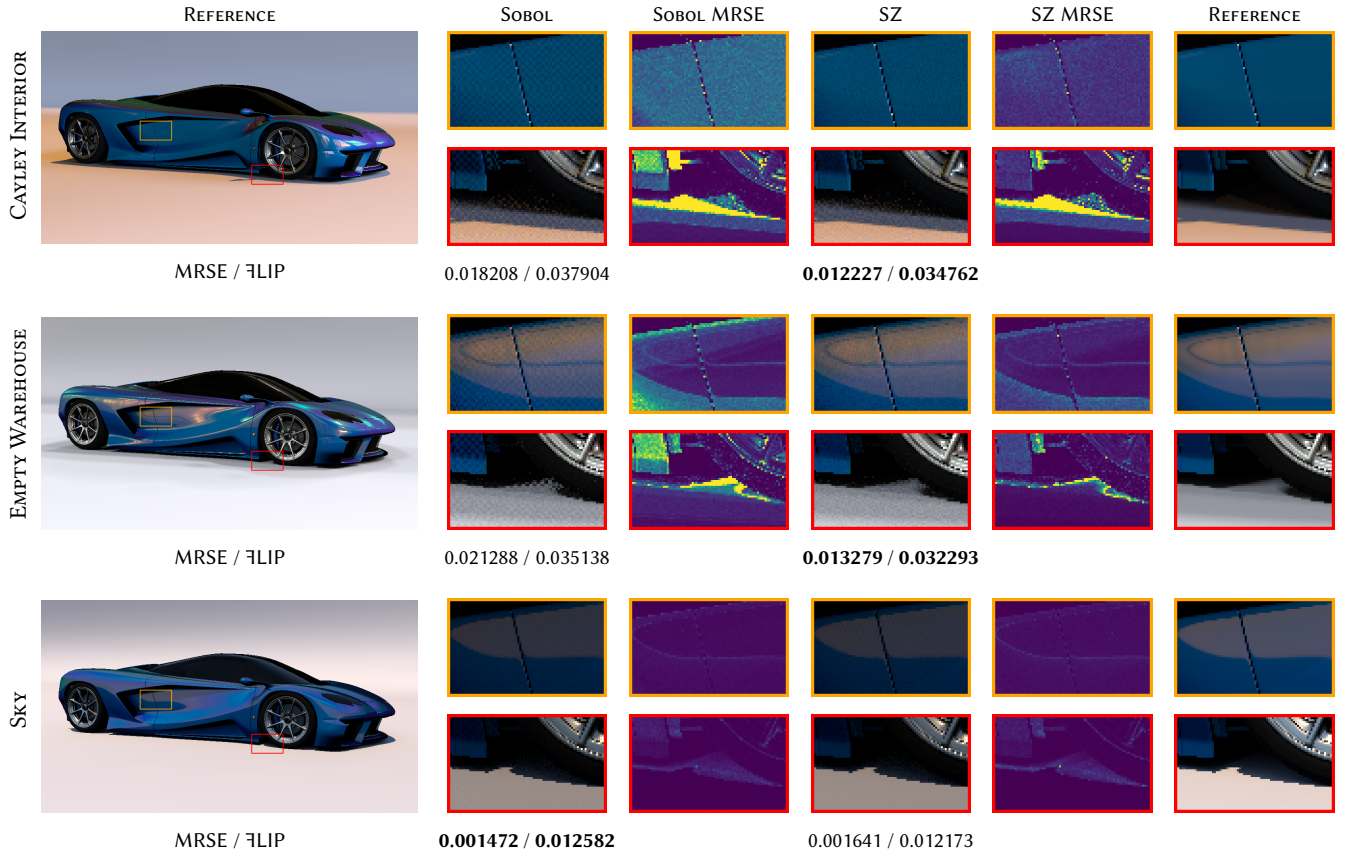 Reference Sobol Sobol MRSE SZ SZ MRSE Reference
Cayley Interior
MRSE / ꟻLIP 0.018208 / 0.037904 0.012227 / 0.034762
Empty Warehouse
MRSE / ꟻLIP 0.021288 / 0.035138 0.013279 / 0.032293
Sky
MRSE / ꟻLIP 0.001472 / 0.012582 0.001641 / 0.012173